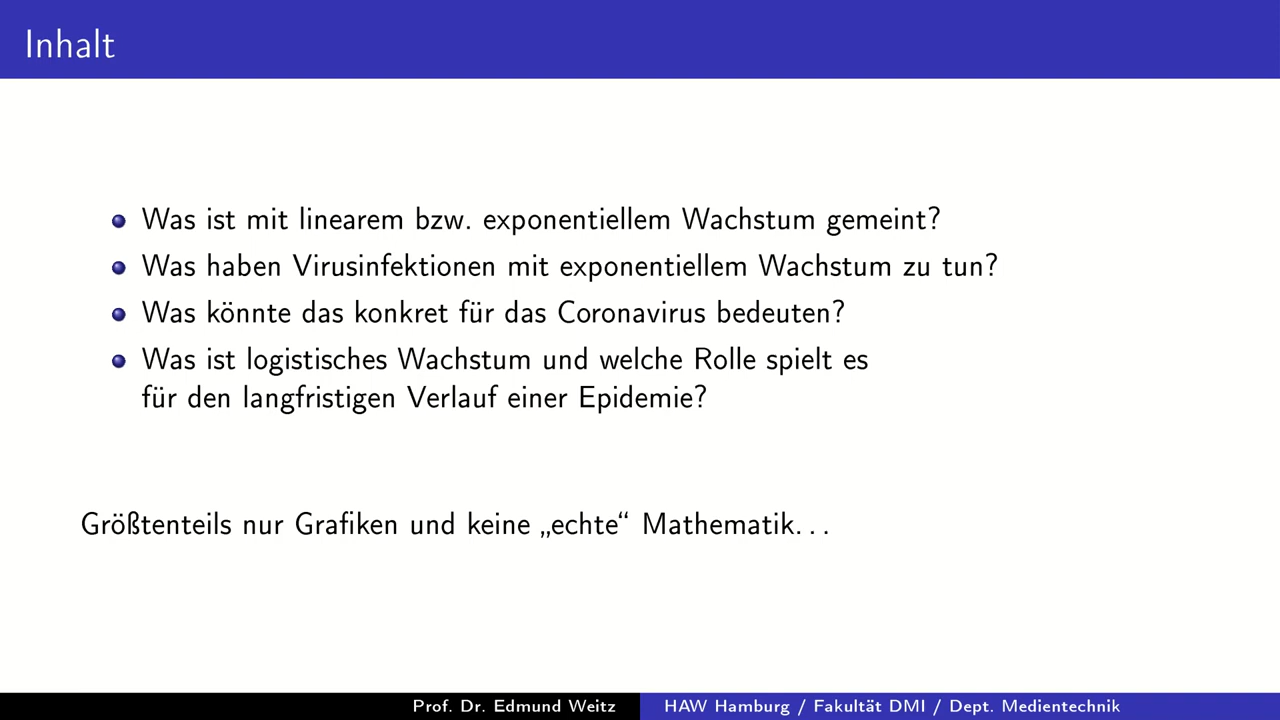 Inhalt
Was ist mit linearem bzw. exponentiellem Wachstum gemeint?
Was haben Virusinfektionen mit exponentiellem Wachstum zu tun?
Was könnte das konkret für das Coronavirus bedeuten?
Was ist logistisches Wachstum und welche Rolle spielt es
für den langfristigen Verlauf einer Epidemie?
Größtenteils nur Grafiken und keine „echte“ Mathematik...
Prof. Dr. Edmund Weitz
HAW Hamburg / Fakultät DMI / Dept. Medientechnik